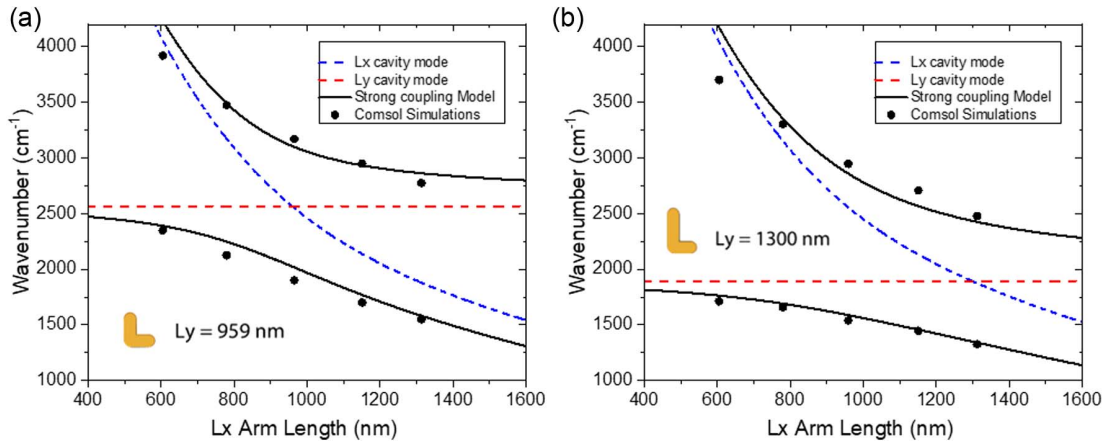 (a)
4000
3500
3000
2500
2000
1500
1000
Wavenumber (cm-1)
Lx cavity mode
Ly cavity mode
Strong coupling Model
Comsol Simulations
Ly = 959 nm
400 600 800 1000 1200 1400 1600
Lx Arm Length (nm)
(b)
4000
3500
3000
2500
2000
1500
1000
Wavenumber (cm-1)
Lx cavity mode
Ly cavity mode
Strong coupling Model
Comsol Simulations
Ly = 1300 nm
400 600 800 1000 1200 1400 1600
Lx Arm Length (nm)